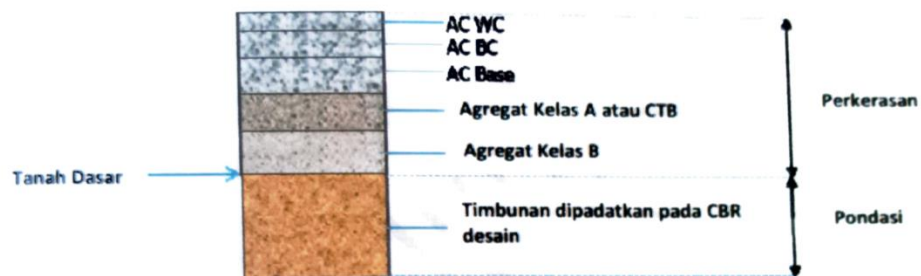 AC WC
AC BC
AC Base
Agregat Kelas A atau CTB
Perkerasan
Agregat Kelas B
Tanah Dasar
Timbunan dipadatkan pada CBR
desain
Pondasi